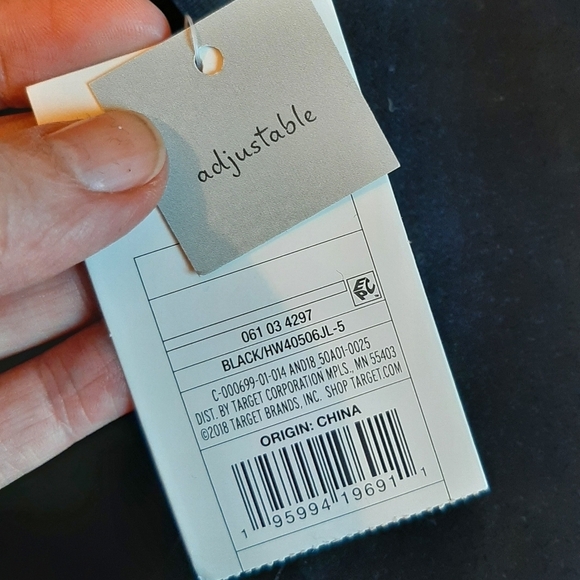 adjustable
EPC
061 03 4297
BLACK/HW40506JL-5
C-000699-01-014 AND18_50A01-0025
DIST. BY TARGET CORPORATION MPLS., MN 55403
©2018 TARGET BRANDS, INC. SHOP TARGET.COM
ORIGIN: CHINA
1 95994 19691 1